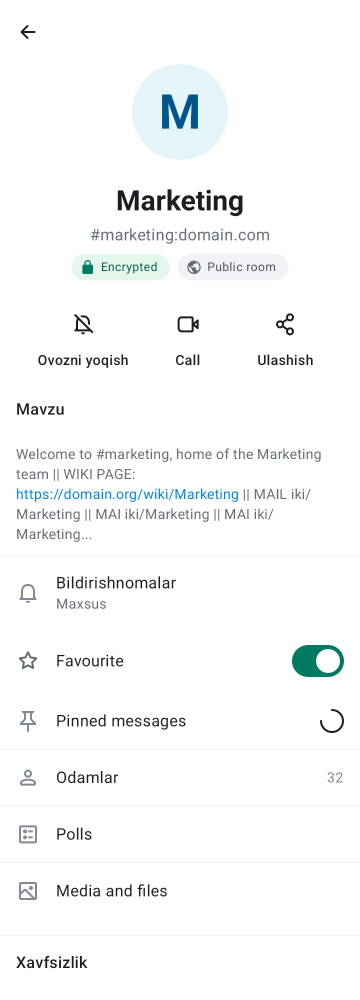 M
Marketing
#marketing:domain.com
Encrypted
Public room
Ovozni yoqish
Call
Ulashish
Mavzu
Welcome to #marketing, home of the Marketing
team || WIKI PAGE:
https://domain.org/wiki/Marketing || MAIL iki/
Marketing || MAI iki/Marketing || MAI iki/
Marketing...
Bildirishnomalar
Maxsus
Favourite
Pinned messages
Odamlar 32
Polls
Media and files
Xavfsizlik